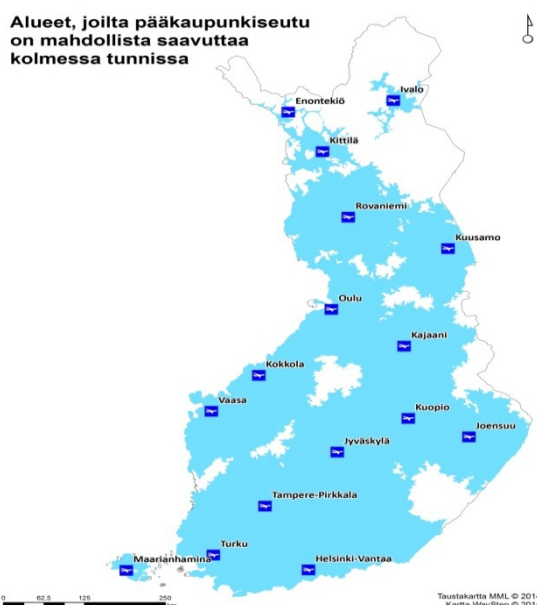 Alueet, joilta pääkaupunkiseutu
on mahdollista saavuttaa
kolmessa tunnissa
Ivalo
Enontekiö
Kittilä
Rovaniemi
Kuusamo
Oulu
Kajaani
Kokkola
Vaasa
Kuopio
Joensuu
Jyväskylä
Tampere-Pirkkala
Turku
Maarianhamina
Helsinki-Vantaa
0 62,5 125 250
Taustakartta MML © 2014